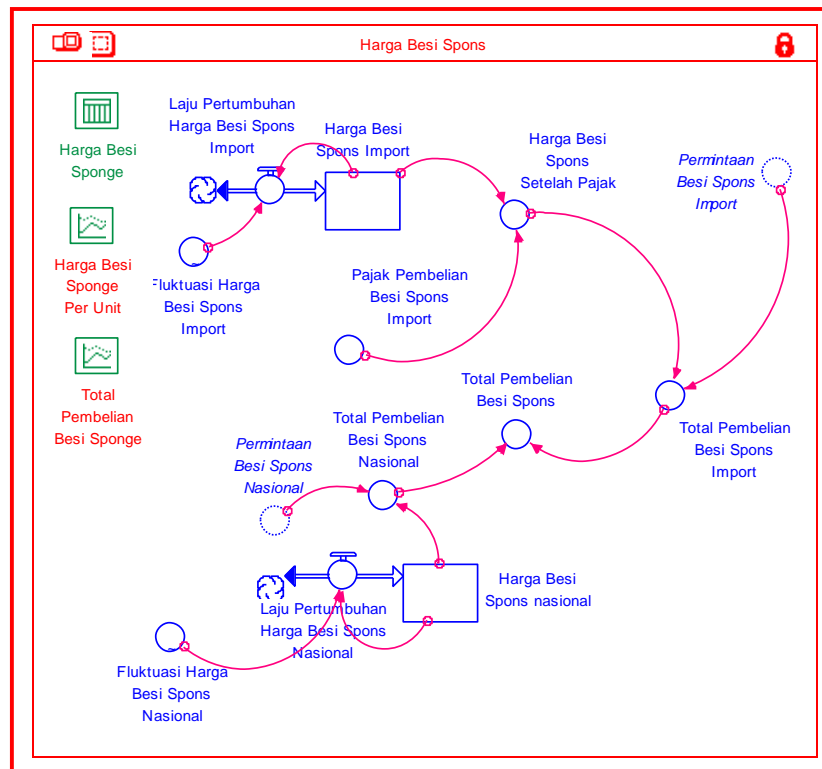 Harga Besi Spons
Laju Pertumbuhan
Harga Besi Spons
Import
Harga Besi
Spons Import
Harga Besi
Spons
Setelah Pajak
Permintaan
Besi Spons
Import
Harga Besi
Sponge
Harga Besi
Sponge
Per Unit
Fluktuasi Harga
Besi Spons
Import
Pajak Pembelian
Besi Spons
Import
Total
Pembelian
Besi Sponge
Total Pembelian
Besi Spons
Total Pembelian
Besi Spons
Nasional
Total Pembelian
Besi Spons
Import
Permintaan
Besi Spons
Nasional
Harga Besi
Spons nasional
Laju Pertumbuhan
Harga Besi Spons
Nasional
Fluktuasi Harga
Besi Spons
Nasional